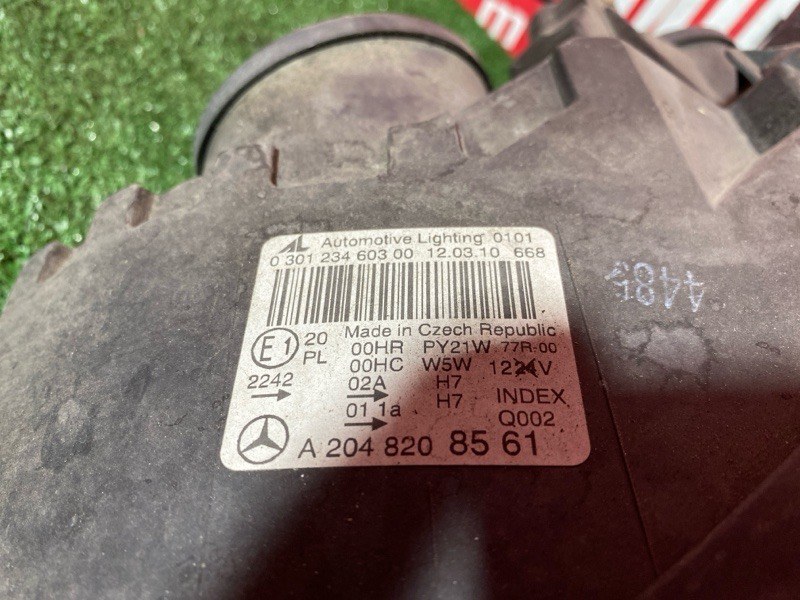 AL Automotive Lighting 0101
0 301 234 603 00 12.03.10 668
Made in Czech Republic
E1 20 00HR PY21W 77R-00
PL 00HC W5W 1224V
2242 02A H7
→ → INDEX
01 1a H7
→ Q002
A 204 820 85 61
4485
m